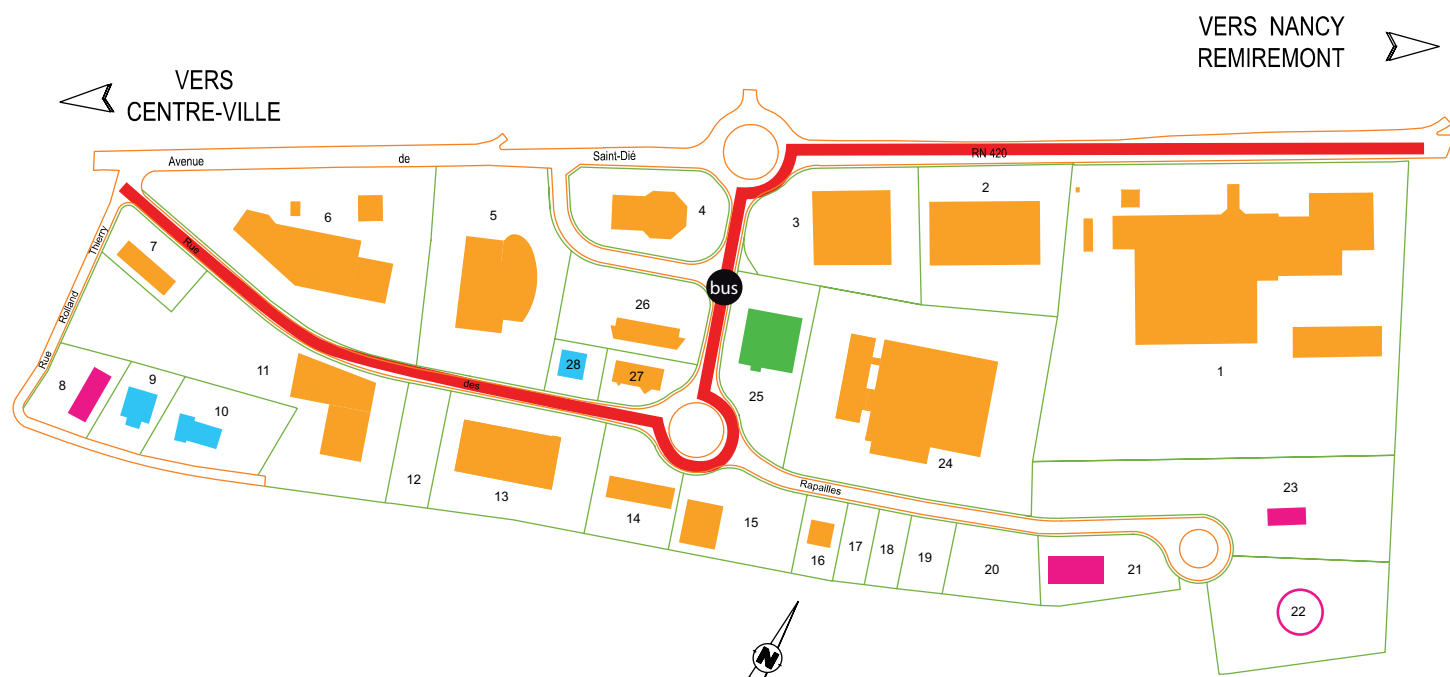 VERS NANCY
REMIREMONT
VERS
CENTRE-VILLE
Avenue de Saint-Dié
RN 420
Rue Rolland Thierry
Rue des Rapailles
bus
1
2
3
4
5
6
7
8
9
10
11
12
13
14
15
16
17
18
19
20
21
22
23
24
25
26
27
28
N